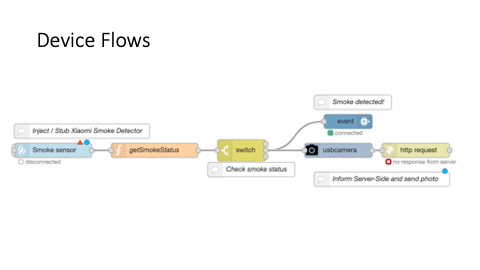 Device Flows
Smoke detected!
event
connected
Inject / Stub Xiaomi Smoke Detector
Smoke sensor
disconnected
getSmokeStatus
switch
Check smoke status
usbcamera
http request
no response from server
Inform Server-Side and send photo